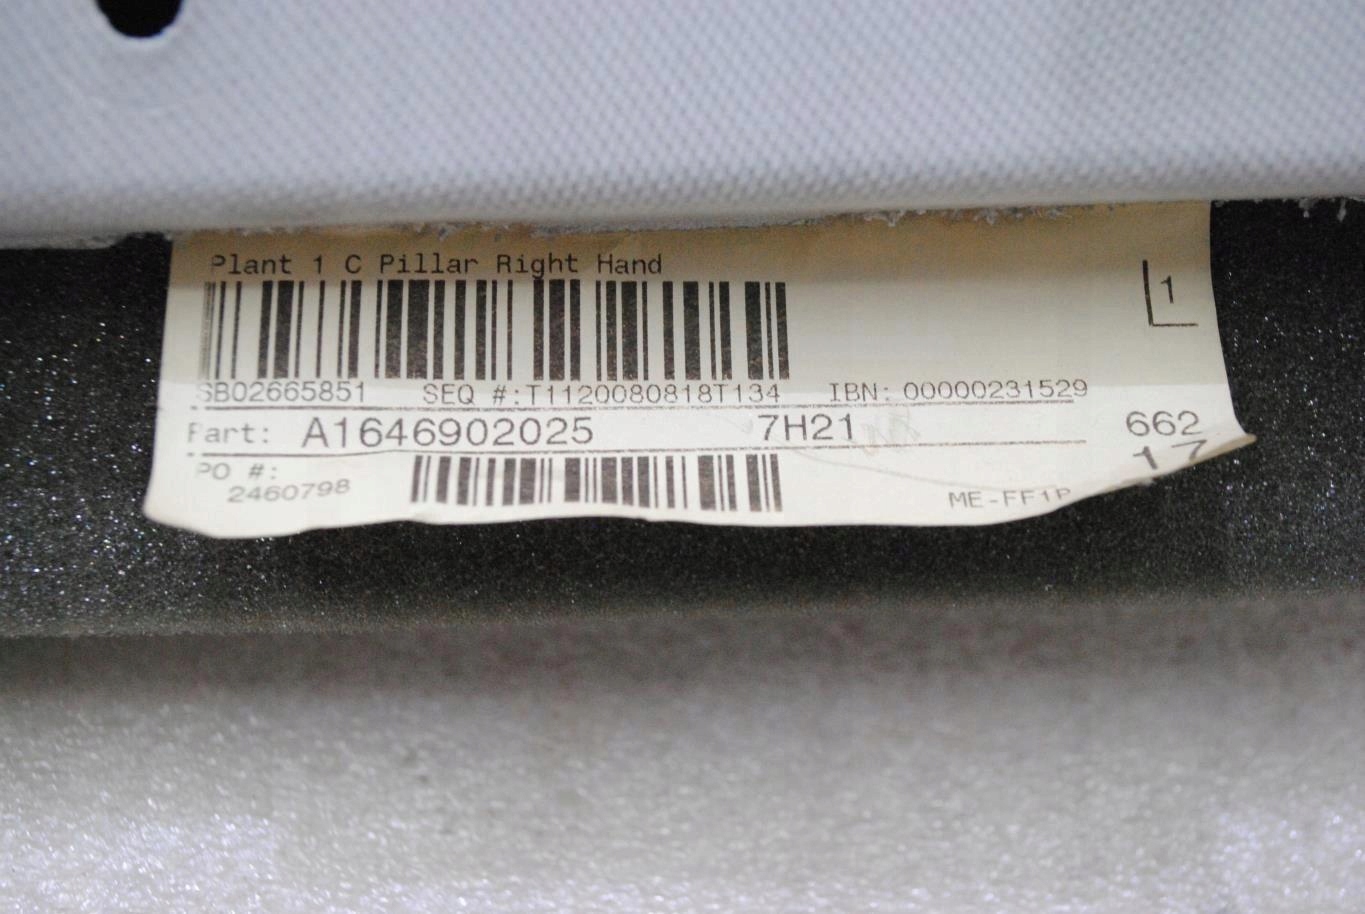 Plant 1 C Pillar Right Hand
1
SB02665851 SEQ #:T1120080818T134 IBN: 00000231529
Part: A1646902025 7H21 662
17
PO #:
2460798
ME-FF1P